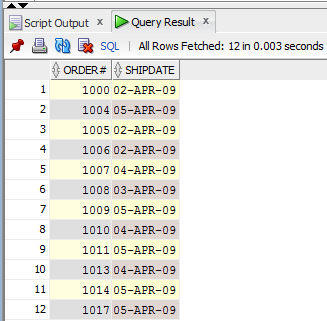 Script Output x Query Result x
SQL | All Rows Fetched: 12 in 0.003 seconds
ORDER# SHIPDATE
1 1000 02-APR-09
2 1004 05-APR-09
3 1005 02-APR-09
4 1006 02-APR-09
5 1007 04-APR-09
6 1008 03-APR-09
7 1009 05-APR-09
8 1010 04-APR-09
9 1011 05-APR-09
10 1013 04-APR-09
11 1014 05-APR-09
12 1017 05-APR-09